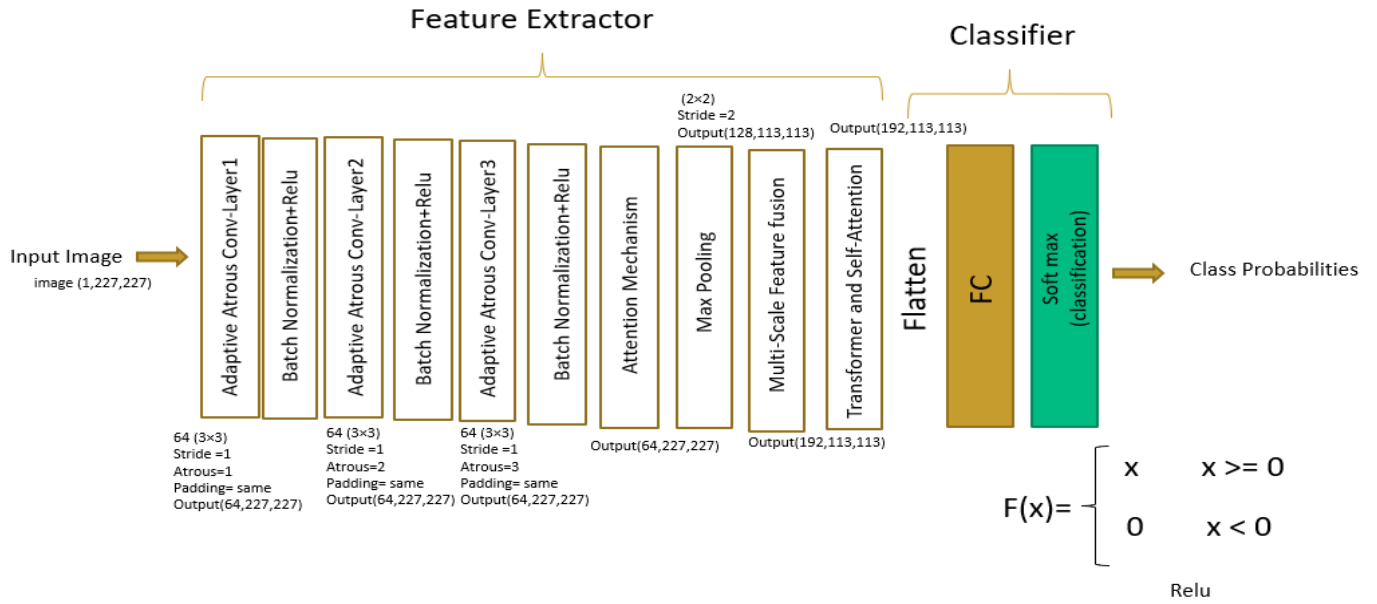 Feature Extractor
Classifier
(2×2)
Stride =2
Output(128,113,113)
Output(192,113,113)
Input Image
image (1,227,227)
Adaptive Atrous Conv-Layer1
Batch Normalization+Relu
Adaptive Atrous Conv-Layer2
Batch Normalization+Relu
Adaptive Atrous Conv-Layer3
Batch Normalization+Relu
Attention Mechanism
Max Pooling
Multi-Scale Feature fusion
Transformer and Self-Attention
Flatten
FC
Soft max
(classification)
Class Probabilities
64 (3×3)
Stride =1
Atrous=1
Padding= same
Output(64,227,227)
64 (3×3)
Stride =1
Atrous=2
Padding= same
Output(64,227,227)
64 (3×3)
Stride =1
Atrous=3
Padding= same
Output(64,227,227)
Output(64,227,227)
Output(192,113,113)
F(x)=
x x >= 0
0 x < 0
Relu